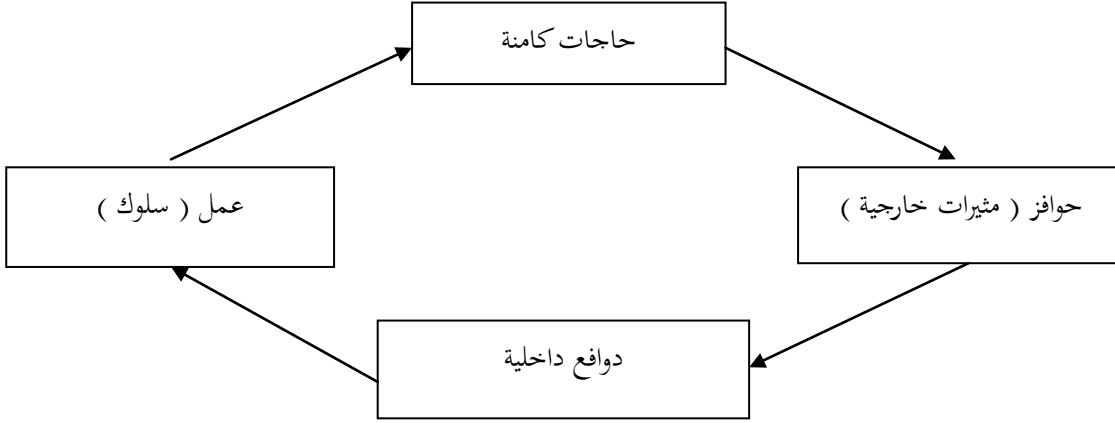 حاجات كامنة
حوافز ( مثيرات خارجية )
عمل ( سلوك )
دوافع داخلية